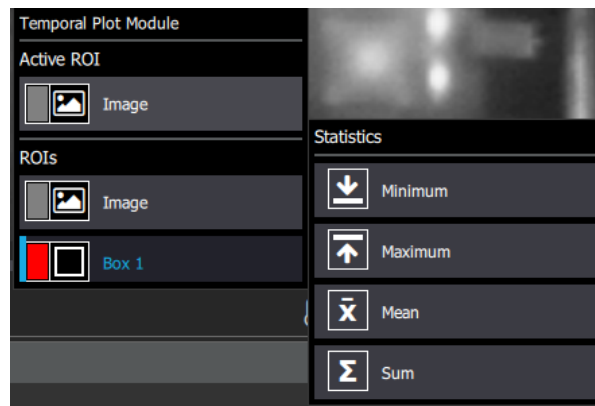 Temporal Plot Module
Active ROI
Image
ROIs
Image
Box 1
Statistics
Minimum
Maximum
x̄ Mean
Σ Sum